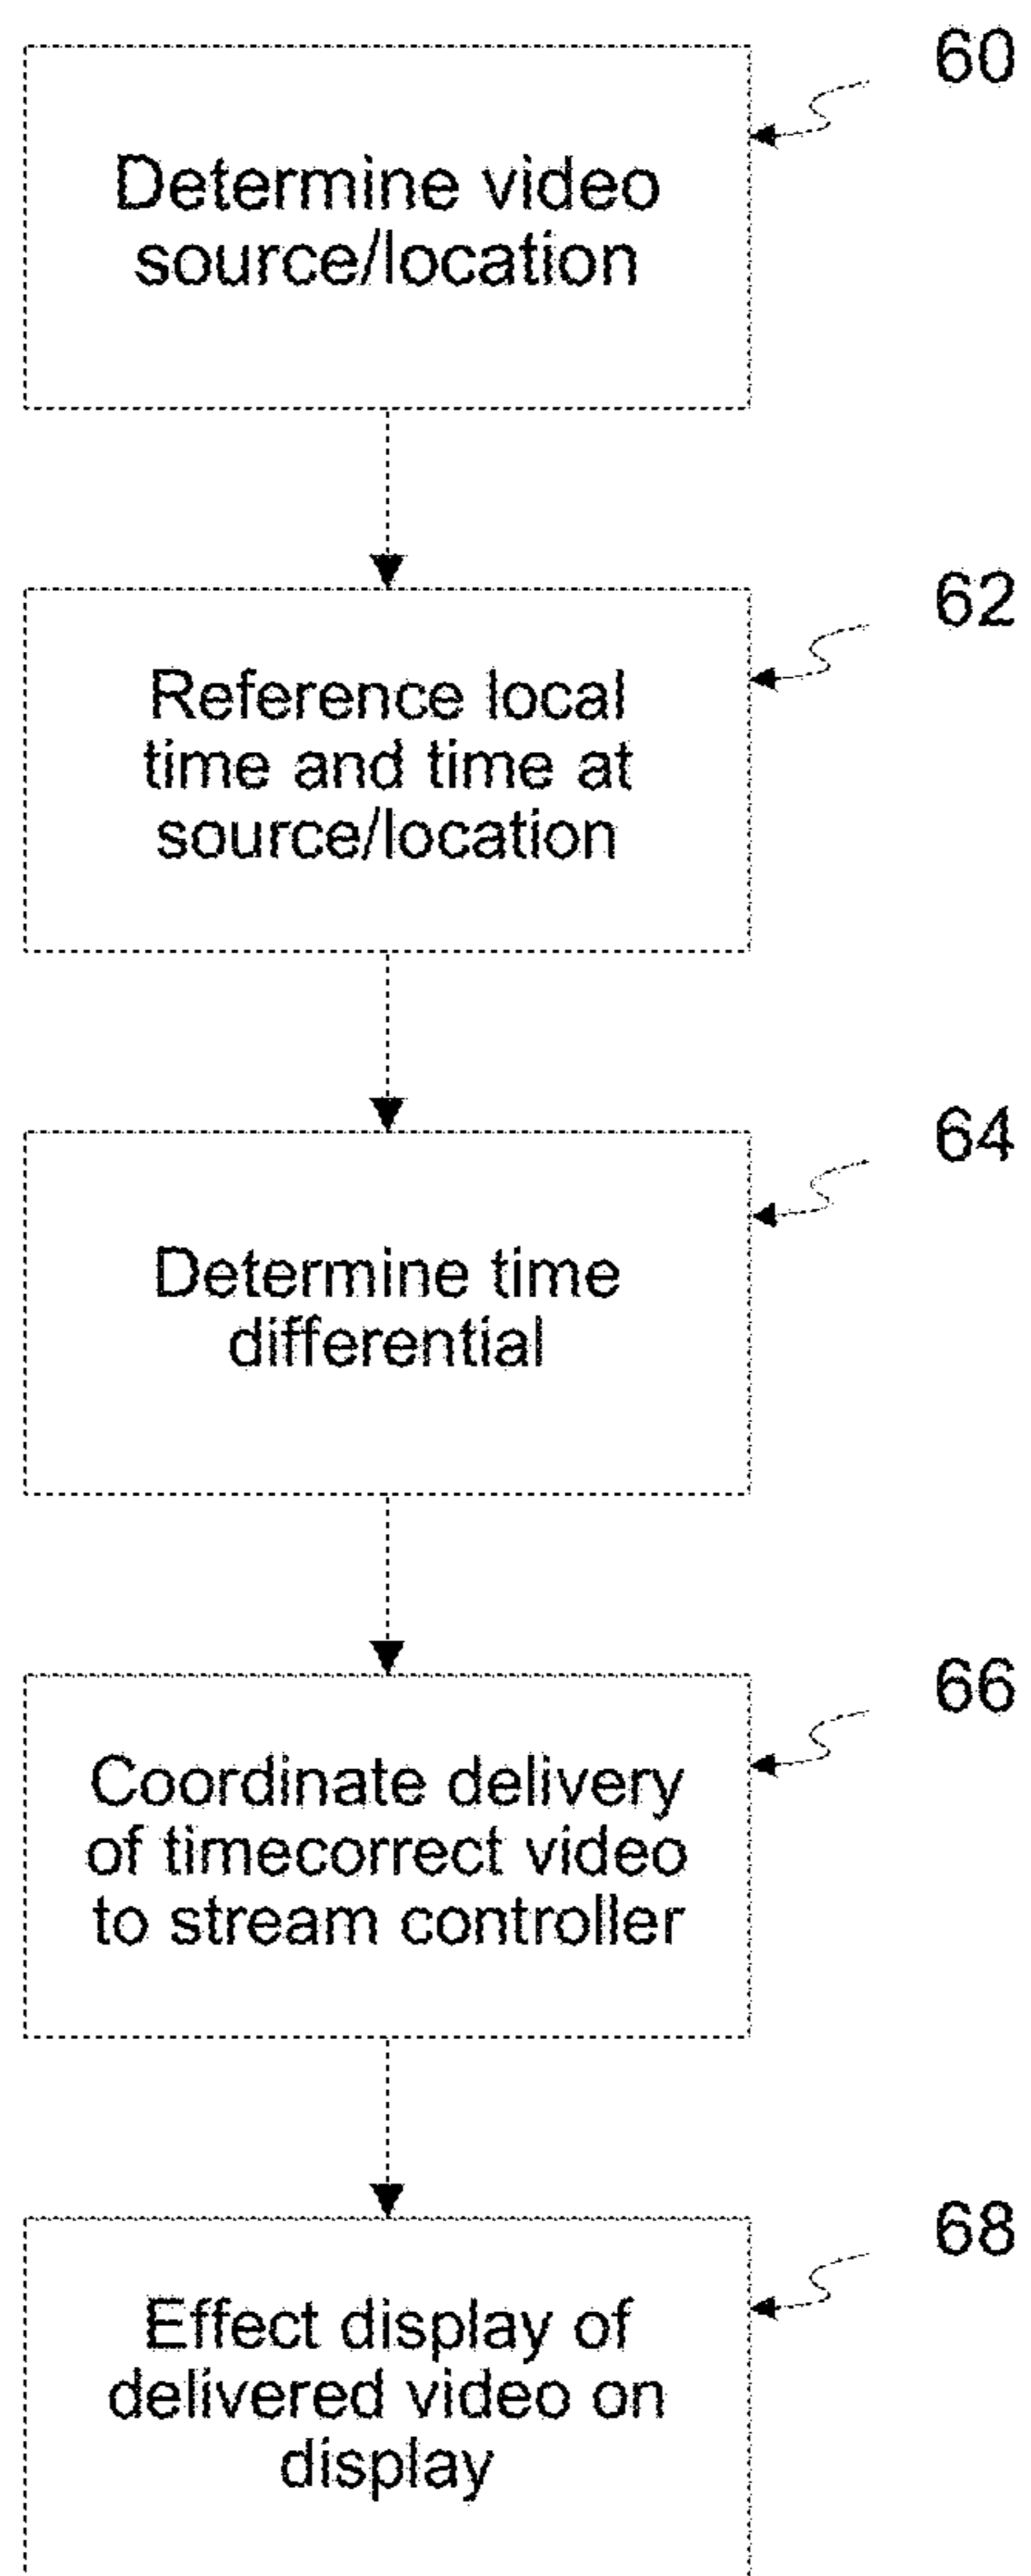 60
Determine video
source/location
62
Reference local
time and time at
source/location
64
Determine time
differential
66
Coordinate delivery
of timecorrect video
to stream controller
68
Effect display of
delivered video on
display